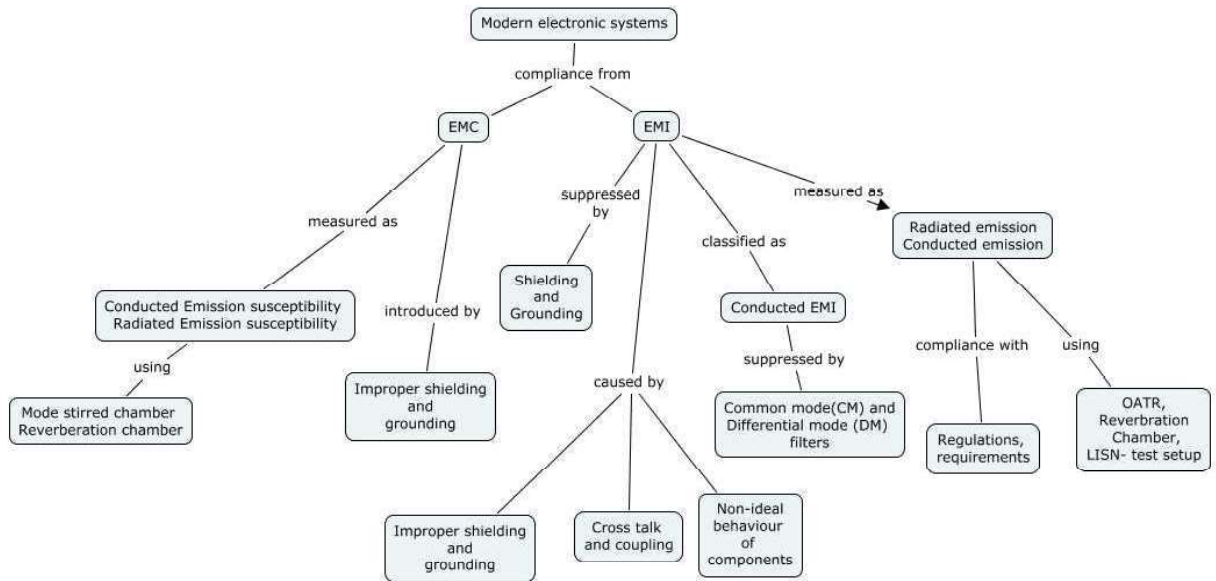 Modern electronic systems
compliance from
EMC
EMI
suppressed
by
measured as
measured as
Radiated emission
Conducted emission
classified as
Shielding
and
Grounding
Conducted Emission susceptibility
Radiated Emission susceptibility
introduced by
Conducted EMI
compliance with
using
suppressed by
using
caused by
Improper shielding
and
grounding
Mode stirred chamber
Reverberation chamber
Common mode(CM) and
Differential mode (DM)
filters
Regulations,
requirements
OATR,
Reverbration
Chamber,
LISN- test setup
Improper shielding
and
grounding
Cross talk
and coupling
Non-ideal
behaviour
of
components